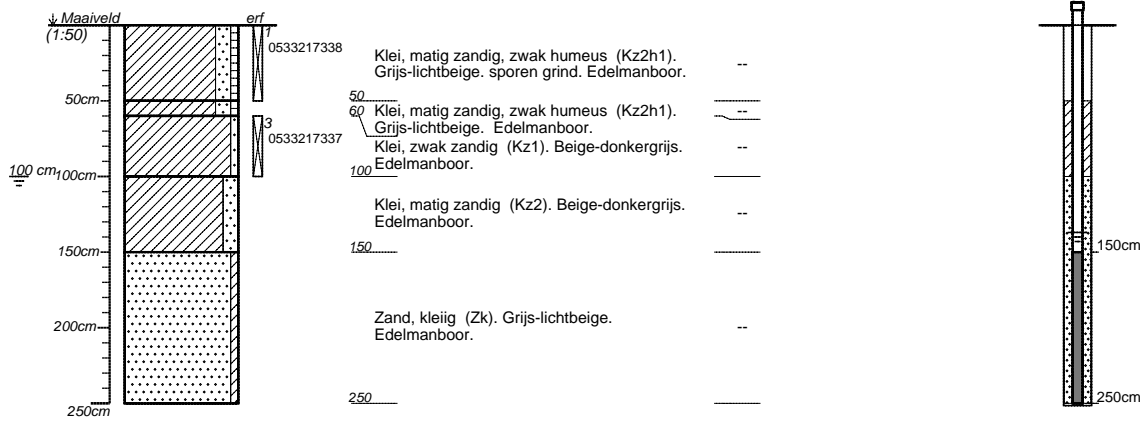 Maaiveld
erf
(1:50)
1
0533217338
Klei, matig zandig, zwak humeus (Kz2h1).
Grijs-lichtbeige. sporen grind. Edelmanboor.
--
50cm
50
60
Klei, matig zandig, zwak humeus (Kz2h1).
Grijs-lichtbeige. Edelmanboor.
--
3
0533217337
Klei, zwak zandig (Kz1). Beige-donkergrijs.
Edelmanboor.
--
100 cm
100cm
100
Klei, matig zandig (Kz2). Beige-donkergrijs.
Edelmanboor.
--
150cm
150
150cm
Zand, kleiig (Zk). Grijs-lichtbeige.
Edelmanboor.
--
200cm
250cm
250
250cm